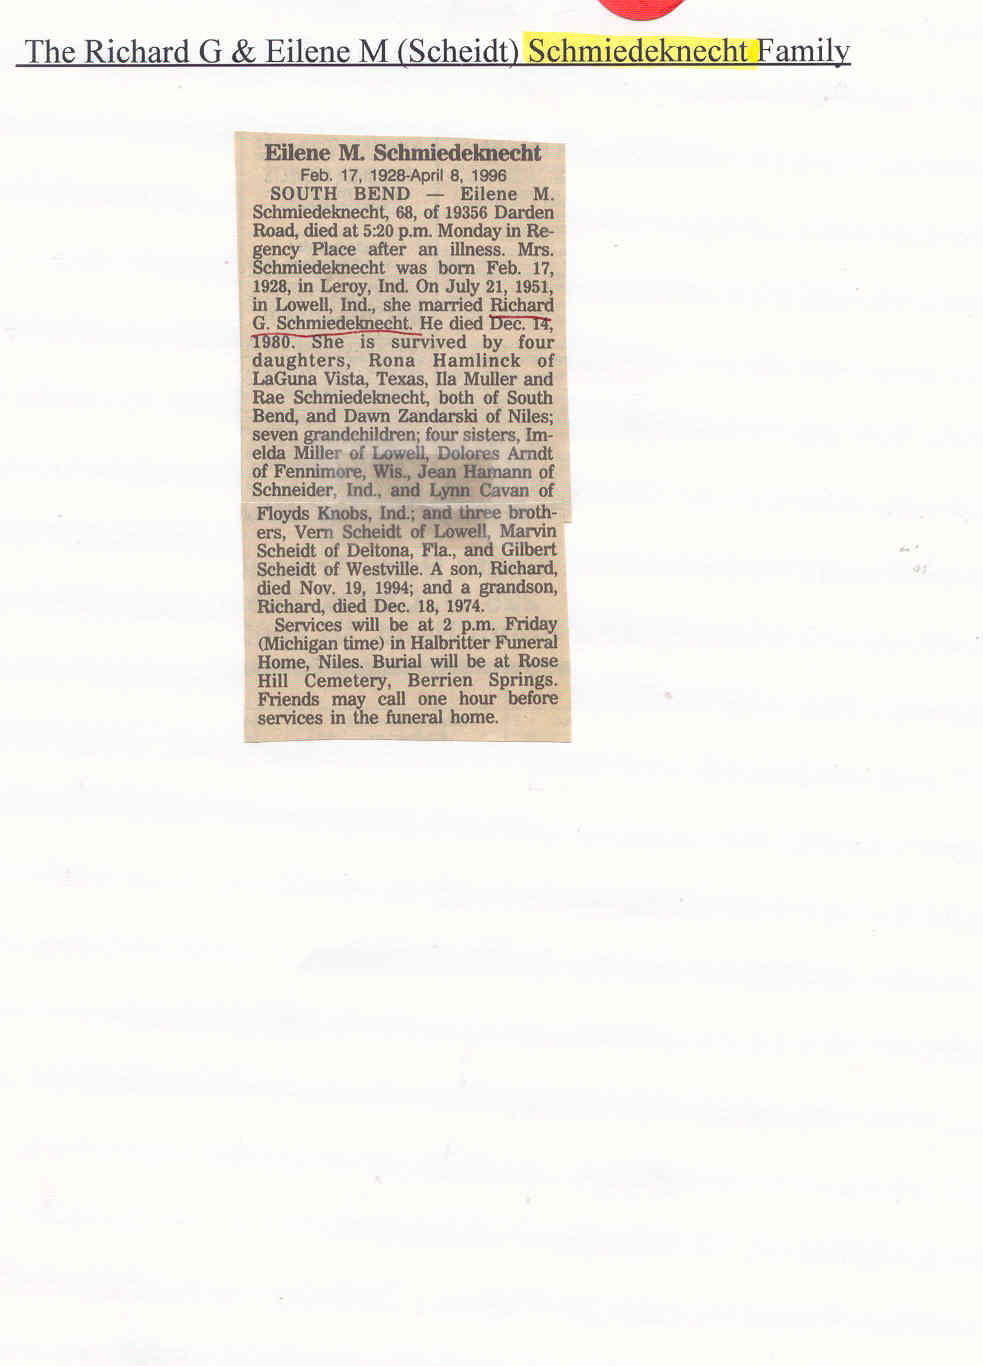 The Richard G & Eilene M (Scheidt) Schmiedeknecht Family
Eilene M. Schmiedeknecht
Feb. 17, 1928-April 8, 1996
SOUTH BEND — Eilene M.
Schmiedeknecht, 68, of 19356 Darden
Road, died at 5:20 p.m. Monday in Re-
gency Place after an illness. Mrs.
Schmiedeknecht was born Feb. 17,
1928, in Leroy, Ind. On July 21, 1951,
in Lowell, Ind., she married Richard
G. Schmiedeknecht. He died Dec. 14,
1980. She is survived by four
daughters, Rona Hamlinck of
LaGuna Vista, Texas, Ila Muller and
Rae Schmiedeknecht, both of South
Bend, and Dawn Zandarski of Niles;
seven grandchildren; four sisters, Im-
elda Miller of Lowell, Dolores Arndt
of Fennimore, Wis., Jean Hamann of
Schneider, Ind., and Lynn Cavan of
Floyds Knobs, Ind.; and three broth-
ers, Vern Scheidt of Lowell, Marvin
Scheidt of Deltona, Fla., and Gilbert
Scheidt of Westville. A son, Richard,
died Nov. 19, 1994; and a grandson,
Richard, died Dec. 18, 1974.
Services will be at 2 p.m. Friday
(Michigan time) in Halbritter Funeral
Home, Niles. Burial will be at Rose
Hill Cemetery, Berrien Springs.
Friends may call one hour before
services in the funeral home.